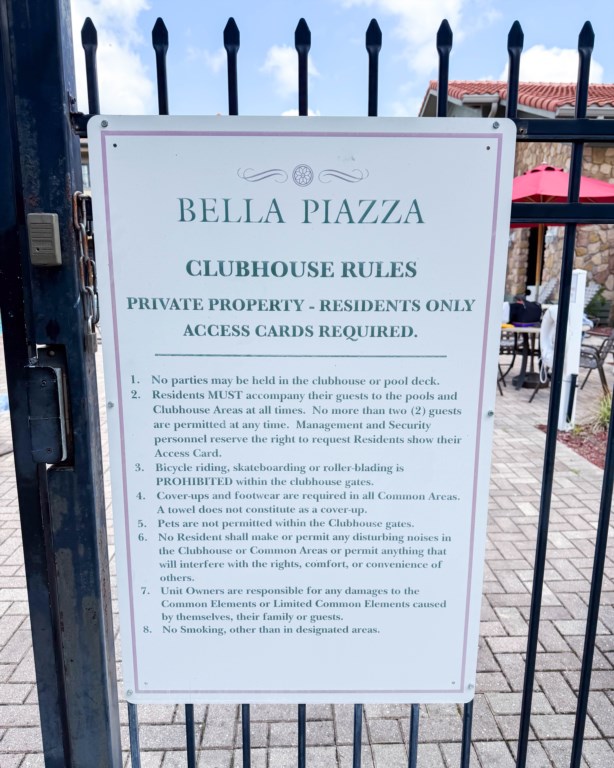 BELLA PIAZZA
CLUBHOUSE RULES
PRIVATE PROPERTY - RESIDENTS ONLY
ACCESS CARDS REQUIRED.
1. No parties may be held in the clubhouse or pool deck.
2. Residents MUST accompany their guests to the pools and
Clubhouse Areas at all times. No more than two (2) guests
are permitted at any time. Management and Security
personnel reserve the right to request Residents show their
Access Card.
3. Bicycle riding, skateboarding or roller-blading is
PROHIBITED within the clubhouse gates.
4. Cover-ups and footwear are required in all Common Areas.
A towel does not constitute as a cover-up.
5. Pets are not permitted within the Clubhouse gates.
6. No Resident shall make or permit any disturbing noises in
the Clubhouse or Common Areas or permit anything that
will interfere with the rights, comfort, or convenience of
others.
7. Unit Owners are responsible for any damages to the
Common Elements or Limited Common Elements caused
by themselves, their family or guests.
8. No Smoking, other than in designated areas.